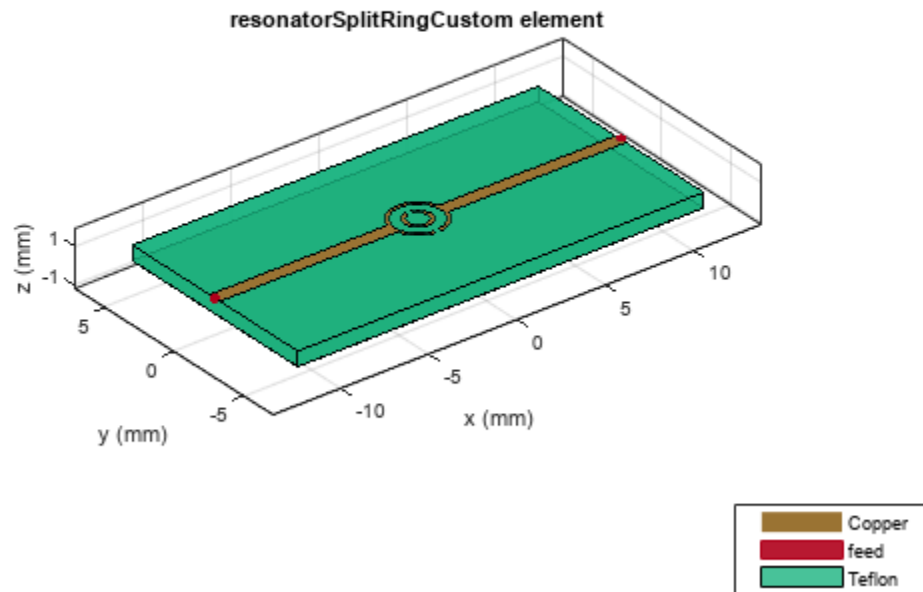 resonatorSplitRingCustom element
z (mm)
1
-1
5
0
-5
y (mm)
-10
-5
0
5
10
x (mm)
Copper
feed
Teflon